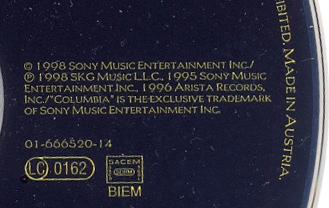 © 1998 SONY MUSIC ENTERTAINMENT INC./
℗ 1998 SKG MUSIC L.L.C., 1995 SONY MUSIC
ENTERTAINMENT INC., 1996 ARISTA RECORDS,
INC./"COLUMBIA" IS THE EXCLUSIVE TRADEMARK
OF SONY MUSIC ENTERTAINMENT INC.
01-666520-14
LC 0162
SACEM
SDRM
BIEM
IBITED. MADE IN AUSTRIA,